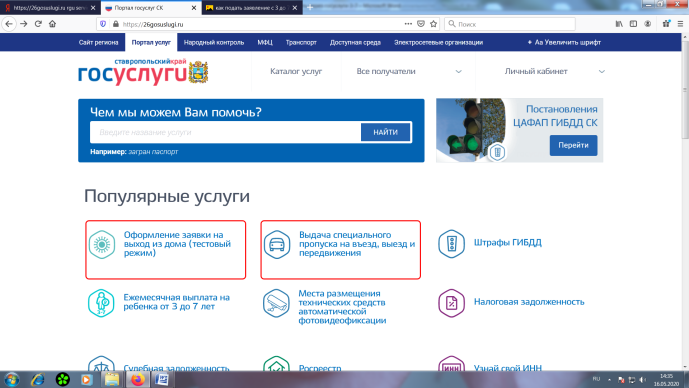 https://26gosuslugi.ru rgu servi
Портал госуслуг СК
как подать заявление с 3 до
https://26gosuslugi.ru
Поиск
Сайт региона Портал услуг Народный контроль МФЦ Транспорт Доступная среда Электросетевые организации + Аа Увеличить шрифт
ставропольскийкрай
госуслуги
Каталог услуг Все получатели Личный кабинет
Чем мы можем Вам помочь?
Введите название услуги НАЙТИ
Например: загран паспорт
Постановления
ЦАФАП ГИБДД СК
Перейти
Популярные услуги
Оформление заявки на
выход из дома (тестовый
режим)
Выдача специального
пропуска на въезд, выезд и
передвижения
Штрафы ГИБДД
Ежемесячная выплата на
ребенка от 3 до 7 лет
Места размещения
технических средств
автоматической
фотовидеофиксации
Налоговая задолженность
Судебная задолженность
Росреестр
Узнай свой ИНН
RU
14:35
16.05.2020